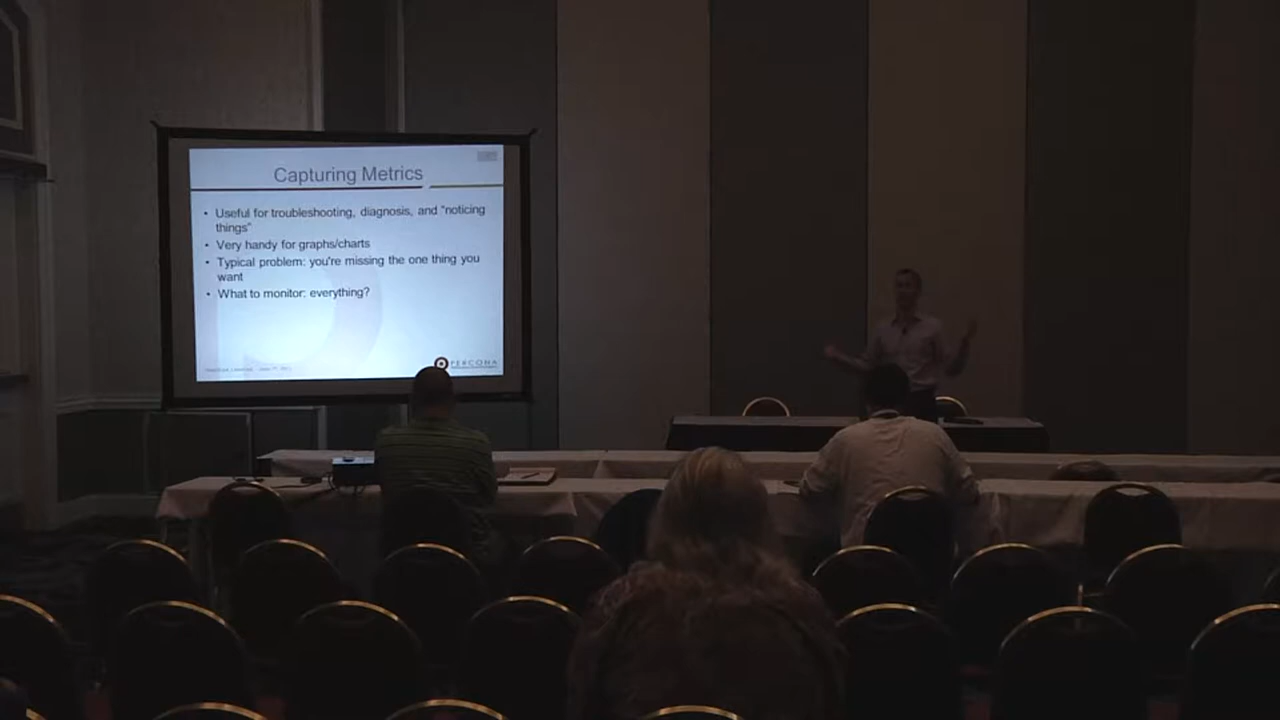 Capturing Metrics
• Useful for troubleshooting, diagnosis, and "noticing
things"
• Very handy for graphs/charts
• Typical problem: you're missing the one thing you
want
• What to monitor: everything?
PERCONA